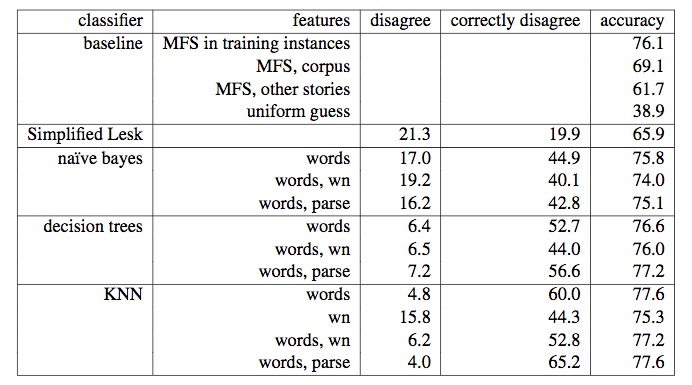 classifier features disagree correctly disagree accuracy
baseline MFS in training instances 76.1
MFS, corpus 69.1
MFS, other stories 61.7
uniform guess 38.9
Simplified Lesk 21.3 19.9 65.9
naïve bayes words 17.0 44.9 75.8
words, wn 19.2 40.1 74.0
words, parse 16.2 42.8 75.1
decision trees words 6.4 52.7 76.6
words, wn 6.5 44.0 76.0
words, parse 7.2 56.6 77.2
KNN words 4.8 60.0 77.6
wn 15.8 44.3 75.3
words, wn 6.2 52.8 77.2
words, parse 4.0 65.2 77.6